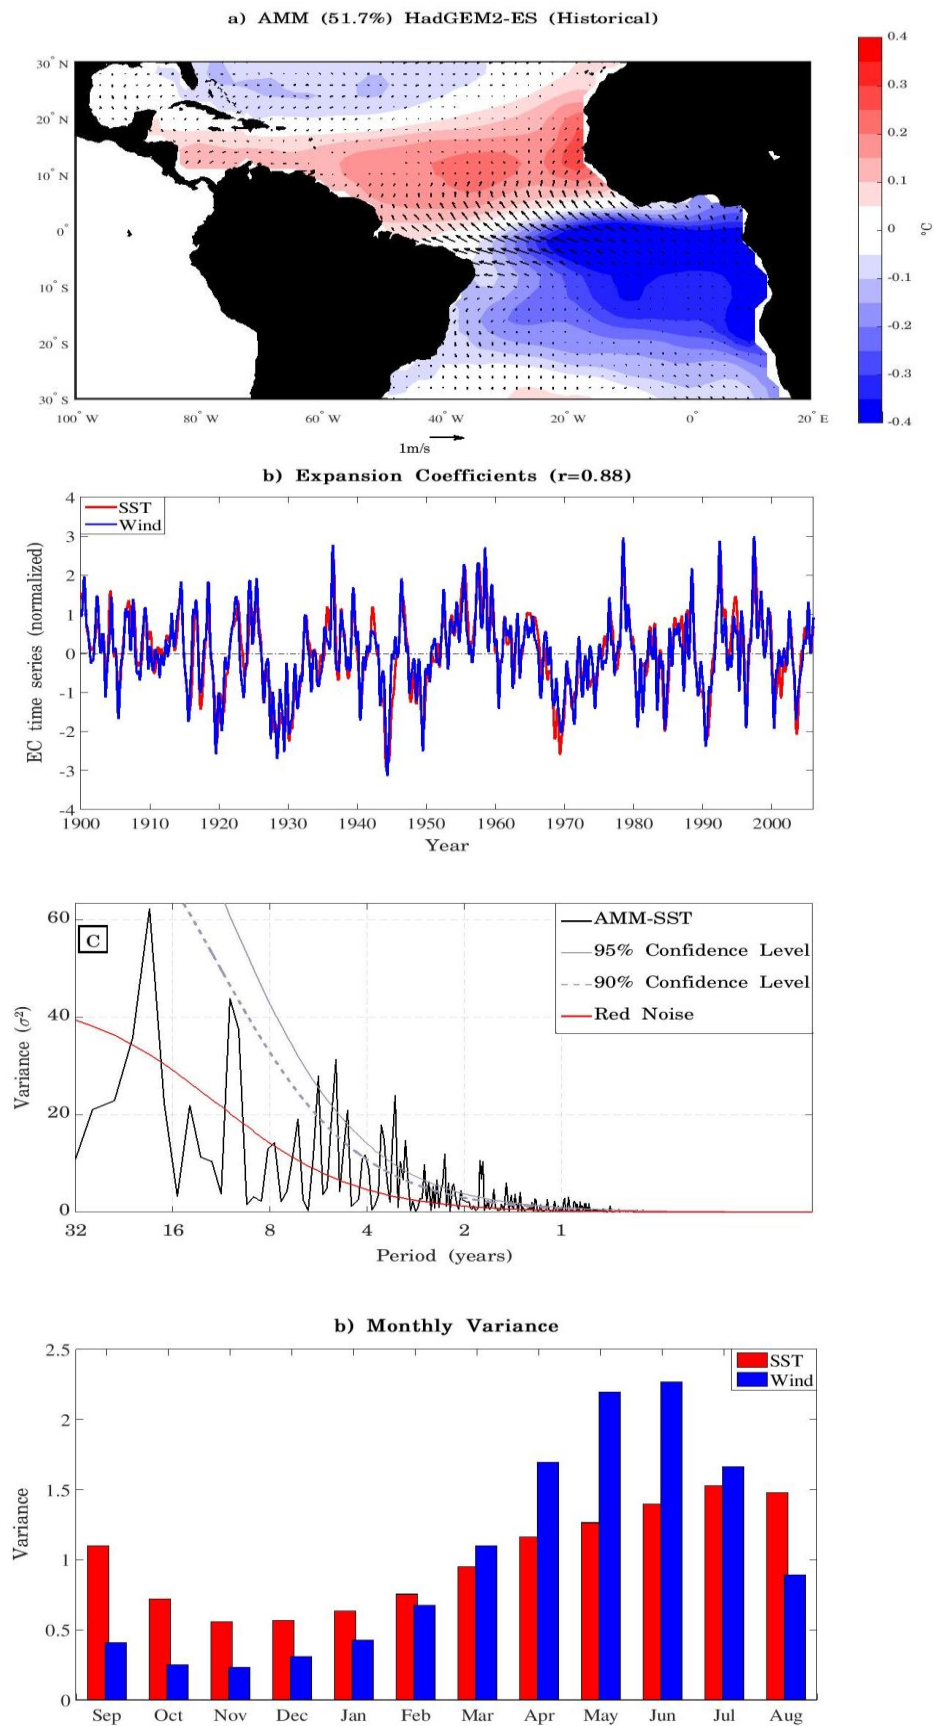 a) AMM (51.7%) HadGEM2-ES (Historical)
30° N
20° N
10° N
0°
10° S
20° S
30° S
100° W 80° W 60° W 40° W 20° W 0° 20° E
1m/s
0.4
0.3
0.2
0.1
0
-0.1
-0.2
-0.3
-0.4
°C
b) Expansion Coefficients (r=0.88)
SST
Wind
EC time series (normalized)
4
3
2
1
0
-1
-2
-3
-4
1900 1910 1920 1930 1940 1950 1960 1970 1980 1990 2000
Year
C
AMM-SST
95% Confidence Level
90% Confidence Level
Red Noise
Variance (σ²)
60
40
20
0
32 16 8 4 2 1
Period (years)
b) Monthly Variance
SST
Wind
Variance
2.5
2
1.5
1
0.5
0
Sep Oct Nov Dec Jan Feb Mar Apr May Jun Jul Aug